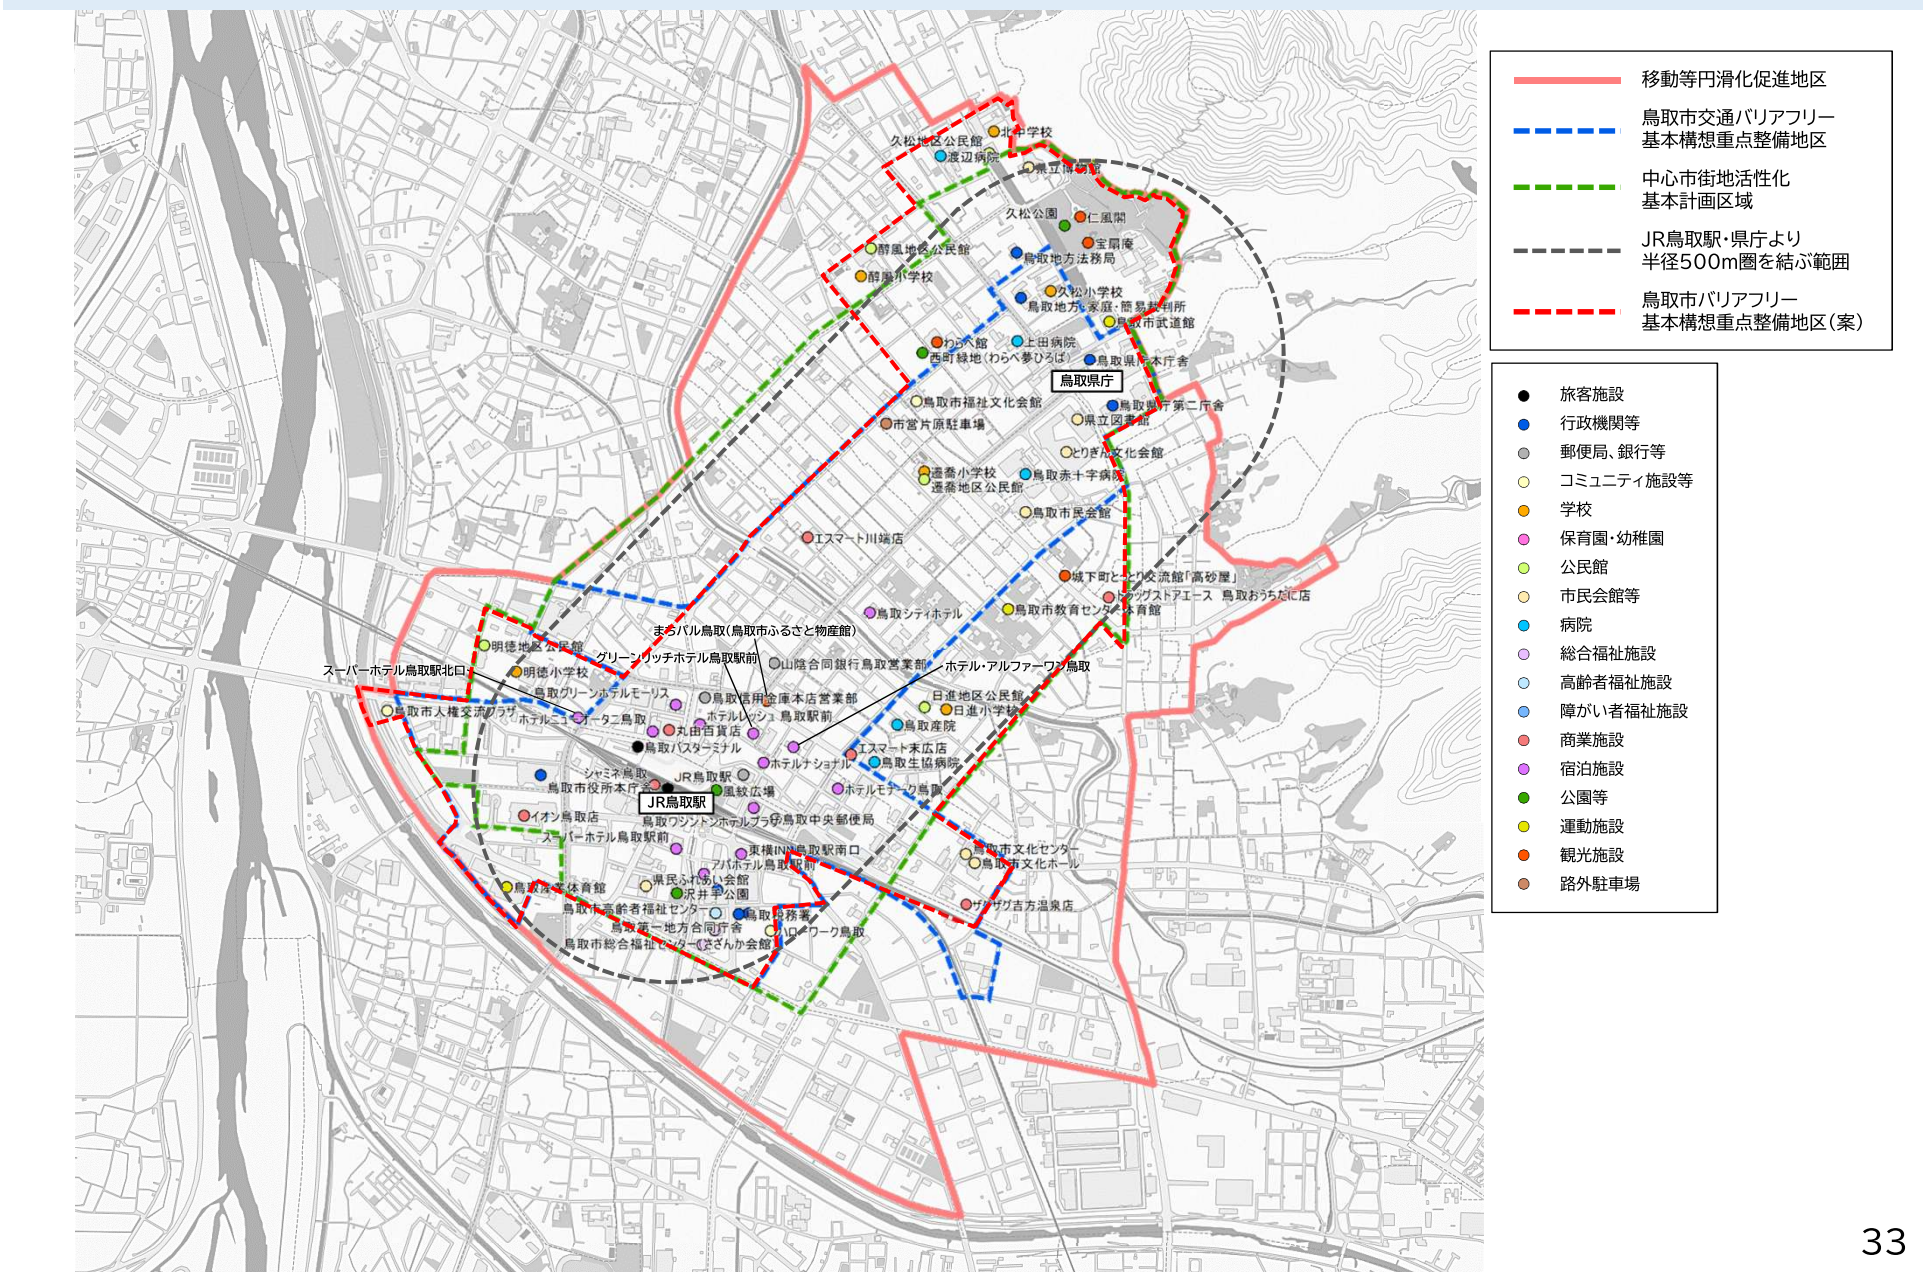 移動等円滑化促進地区
鳥取市交通バリアフリー
基本構想重点整備地区
中心市街地活性化
基本計画区域
JR鳥取駅・県庁より
半径500m圏を結ぶ範囲
鳥取市バリアフリー
基本構想重点整備地区(案)
旅客施設
行政機関等
郵便局、銀行等
コミュニティ施設等
学校
保育園・幼稚園
公民館
市民会館等
病院
総合福祉施設
高齢者福祉施設
障がい者福祉施設
商業施設
宿泊施設
公園等
運動施設
観光施設
路外駐車場
北中学校
久松地区公民館
渡辺病院
県立博物館
久松公園
仁風閣
宝扇庵
醇風地区公民館
鳥取地方法務局
醇風小学校
久松小学校
鳥取地方・家庭・簡易裁判所
鳥取市武道館
わらべ館
上田病院
西町緑地(わらべ夢ひろば)
鳥取県庁本庁舎
鳥取県庁
鳥取市福祉文化会館
鳥取県庁第二庁舎
市営片原駐車場
県立図書館
とりぎん文化会館
遷喬小学校
鳥取赤十字病院
遷喬地区公民館
鳥取市民会館
エスマート川端店
城下町とっとり交流館「高砂屋」
ドラッグストアエース 鳥取おうちだに店
鳥取シティホテル
鳥取市教育センター体育館
まちパル鳥取(鳥取市ふるさと物産館)
明徳地区公民館
グリーンリッチホテル鳥取駅前
山陰合同銀行鳥取営業部
ホテル・アルファーワン鳥取
スーパーホテル鳥取駅北口
明徳小学校
鳥取グリーンホテルモーリス
鳥取信用金庫本店営業部
日進地区公民館
鳥取市人権交流プラザ
ホテルニューオータニ鳥取
ホテルレッシュ鳥取駅前
日進小学校
鳥取産院
丸由百貨店
鳥取バスターミナル
エスマート末広店
ホテルナショナル
鳥取生協病院
シャミネ鳥取
JR鳥取駅
鳥取市役所本庁舎
風紋広場
ホテルモナーク鳥取
JR鳥取駅
イオン鳥取店
鳥取ワシントンホテルプラザ
鳥取中央郵便局
スーパーホテル鳥取駅前
東横INN鳥取駅南口
鳥取市文化センター
アパホテル鳥取駅前
鳥取市文化ホール
鳥取産業体育館
県民ふれあい会館
沢井手公園
鳥取市高齢者福祉センター
鳥取税務署
ザグザグ吉方温泉店
鳥取第一地方合同庁舎
ハローワーク鳥取
鳥取市総合福祉センターさざんか会館
33